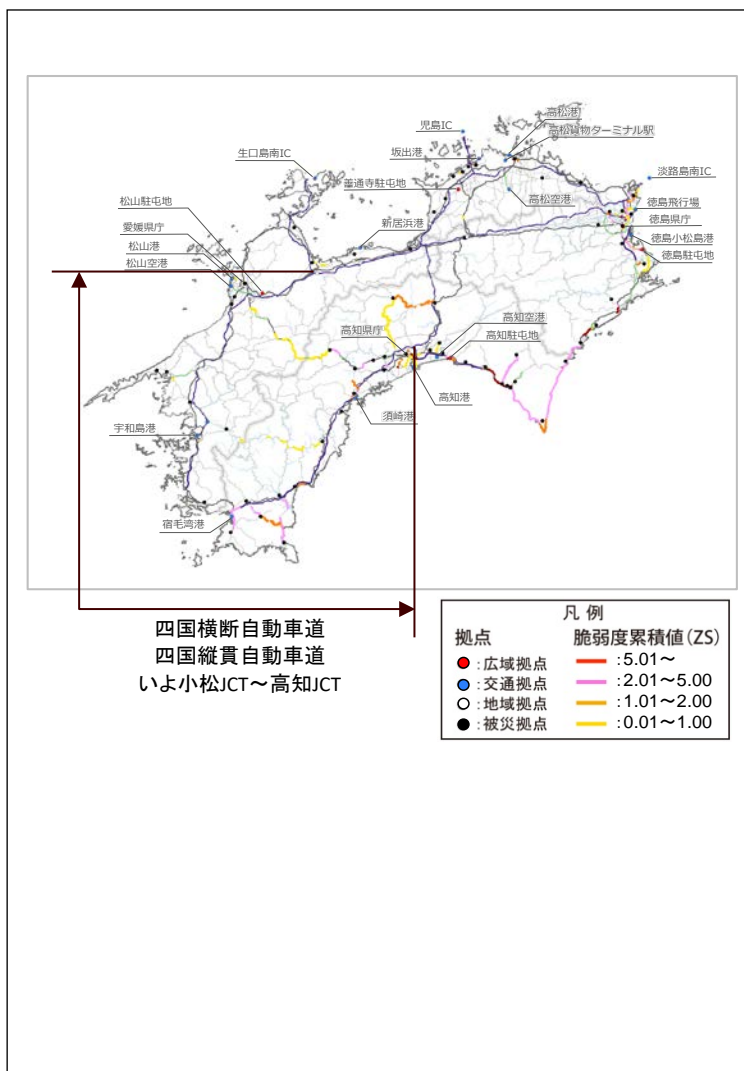 高松港
児島IC
高松貨物ターミナル駅
坂出港
生口島南IC
善通寺駐屯地
淡路島南IC
松山駐屯地
高松空港
徳島飛行場
愛媛県庁
新居浜港
徳島県庁
松山港
徳島小松島港
松山空港
徳島駐屯地
高知県庁
高知空港
高知駐屯地
高知港
須崎港
宇和島港
宿毛湾港
四国横断自動車道
四国縦貫自動車道
いよ小松JCT～高知JCT
凡 例
拠点 脆弱度累積値(ZS)
:広域拠点 :5.01～
:交通拠点 :2.01～5.00
:地域拠点 :1.01～2.00
:被災拠点 :0.01～1.00